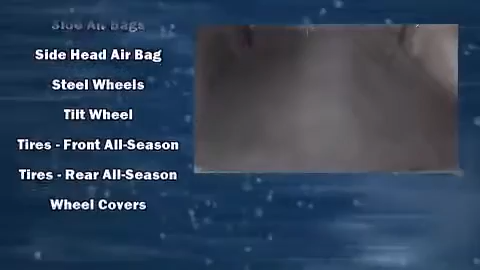 Side Air Bags
Side Head Air Bag
Steel Wheels
Tilt Wheel
Tires - Front All-Season
Tires - Rear All-Season
Wheel Covers